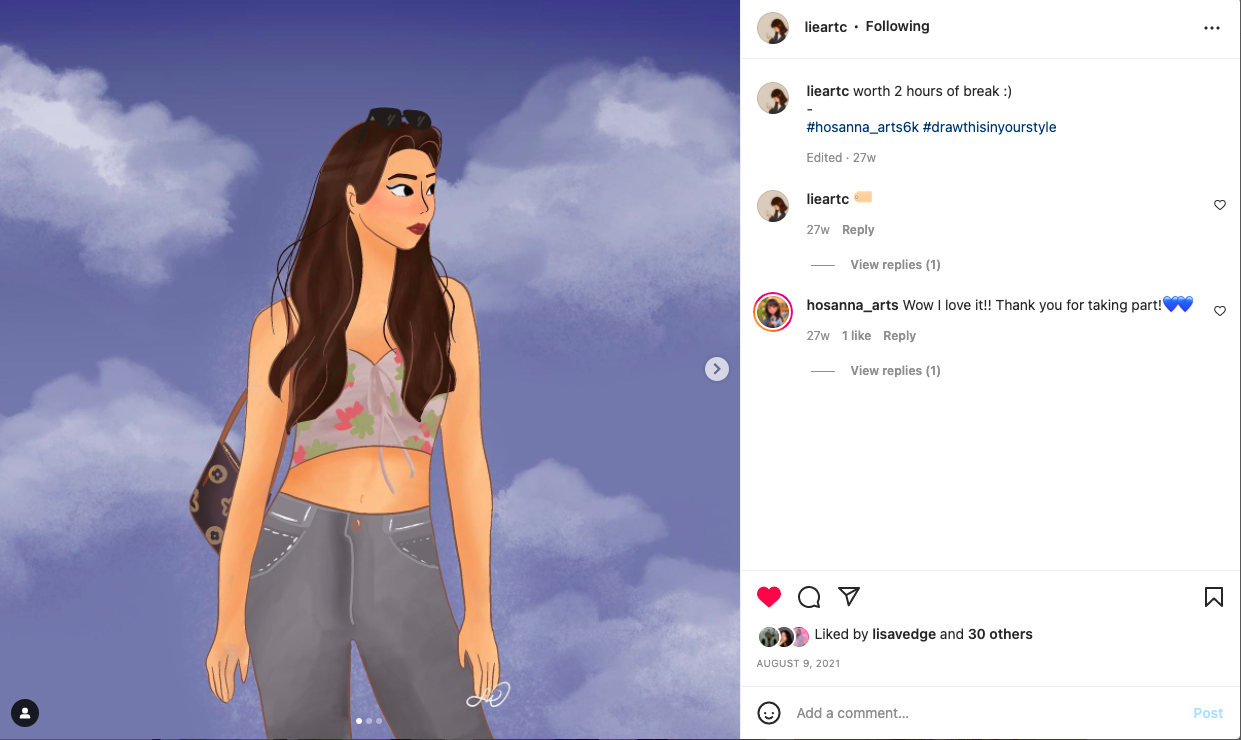 lieartc • Following
lieartc worth 2 hours of break :)
-
#hosanna_arts6k #drawthisinyourstyle
Edited · 27w
lieartc
27w Reply
View replies (1)
hosanna_arts Wow I love it!! Thank you for taking part!💙💙
27w 1 like Reply
View replies (1)
Liked by lisavedge and 30 others
AUGUST 9, 2021
Add a comment...
Post